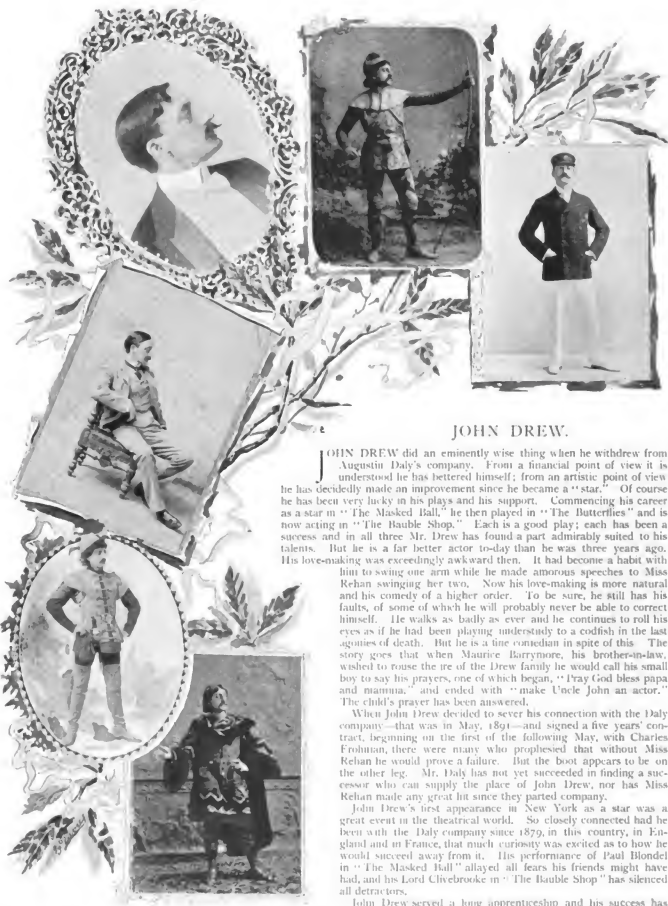 JOHN DREW.
JOHN DREW did an eminently wise thing when he withdrew from
Augustin Daly's company. From a financial point of view it is
understood he has bettered himself; from an artistic point of view
he has decidedly made an improvement since he became a "star." Of course
he has been very lucky in his plays and his support. Commencing his career
as a star in "The Masked Ball," he then played in "The Butterflies" and is
now acting in "The Bauble Shop." Each is a good play; each has been a
success and in all three Mr. Drew has found a part admirably suited to his
talents. But he is a far better actor to-day than he was three years ago.
His love-making was exceedingly awkward then. It had become a habit with
him to swing one arm while he made amorous speeches to Miss
Rehan swinging her two. Now his love-making is more natural
and his comedy of a higher order. To be sure, he still has his
faults, of some of which he will probably never be able to correct
himself. He walks as badly as ever and he continues to roll his
eyes as if he had been playing understudy to a codfish in the last
agonies of death. But he is a fine comedian in spite of this. The
story goes that when Maurice Barrymore, his brother-in-law,
wished to rouse the ire of the Drew family he would call his small
boy to say his prayers, one of which began, "Pray God bless papa
and mamma," and ended with "make Uncle John an actor."
The child's prayer has been answered.
When John Drew decided to sever his connection with the Daly
company—that was in May, 1891—and signed a five years' con-
tract, beginning on the first of the following May, with Charles
Frohman, there were many who prophesied that without Miss
Rehan he would prove a failure. But the boot appears to be on
the other leg. Mr. Daly has not yet succeeded in finding a suc-
cessor who can supply the place of John Drew, nor has Miss
Rehan made any great hit since they parted company.
John Drew's first appearance in New York as a star was a
great event in the theatrical world. So closely connected had he
been with the Daly company since 1879, in this country, in En-
gland and in France, that much curiosity was excited as to how he
would succeed away from it. His performance of Paul Blondel
in "The Masked Ball" allayed all fears his friends might have
had, and his Lord Clivebrooke in "The Bauble Shop" has silenced
all detractors.
John Drew served a long apprenticeship and his success has